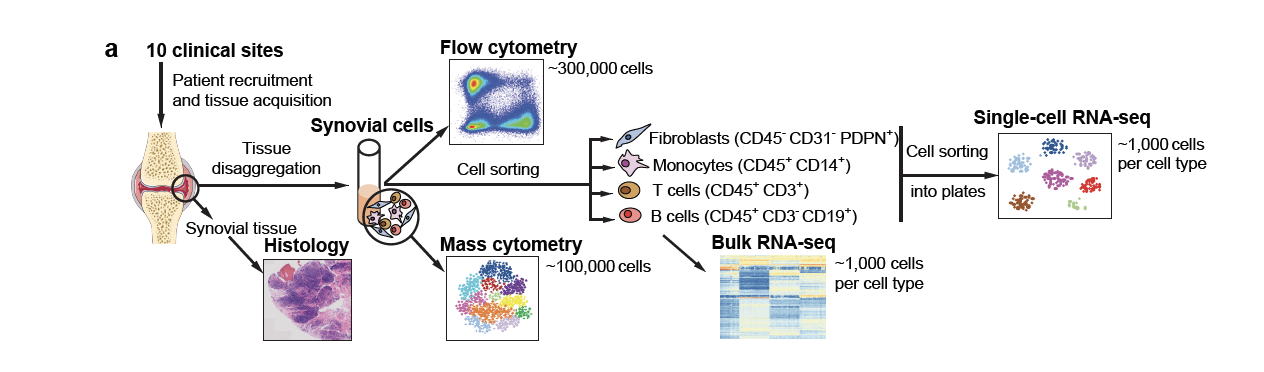 a
10 clinical sites
Patient recruitment
and tissue acquisition
Tissue
disaggregation
Synovial tissue
Histology
Synovial cells
Flow cytometry
~300,000 cells
Cell sorting
Mass cytometry
~100,000 cells
Fibroblasts (CD45⁻ CD31⁻ PDPN⁺)
Monocytes (CD45⁺ CD14⁺)
T cells (CD45⁺ CD3⁺)
B cells (CD45⁺ CD3⁻ CD19⁺)
Bulk RNA-seq
~1,000 cells
per cell type
Cell sorting
into plates
Single-cell RNA-seq
~1,000 cells
per cell type